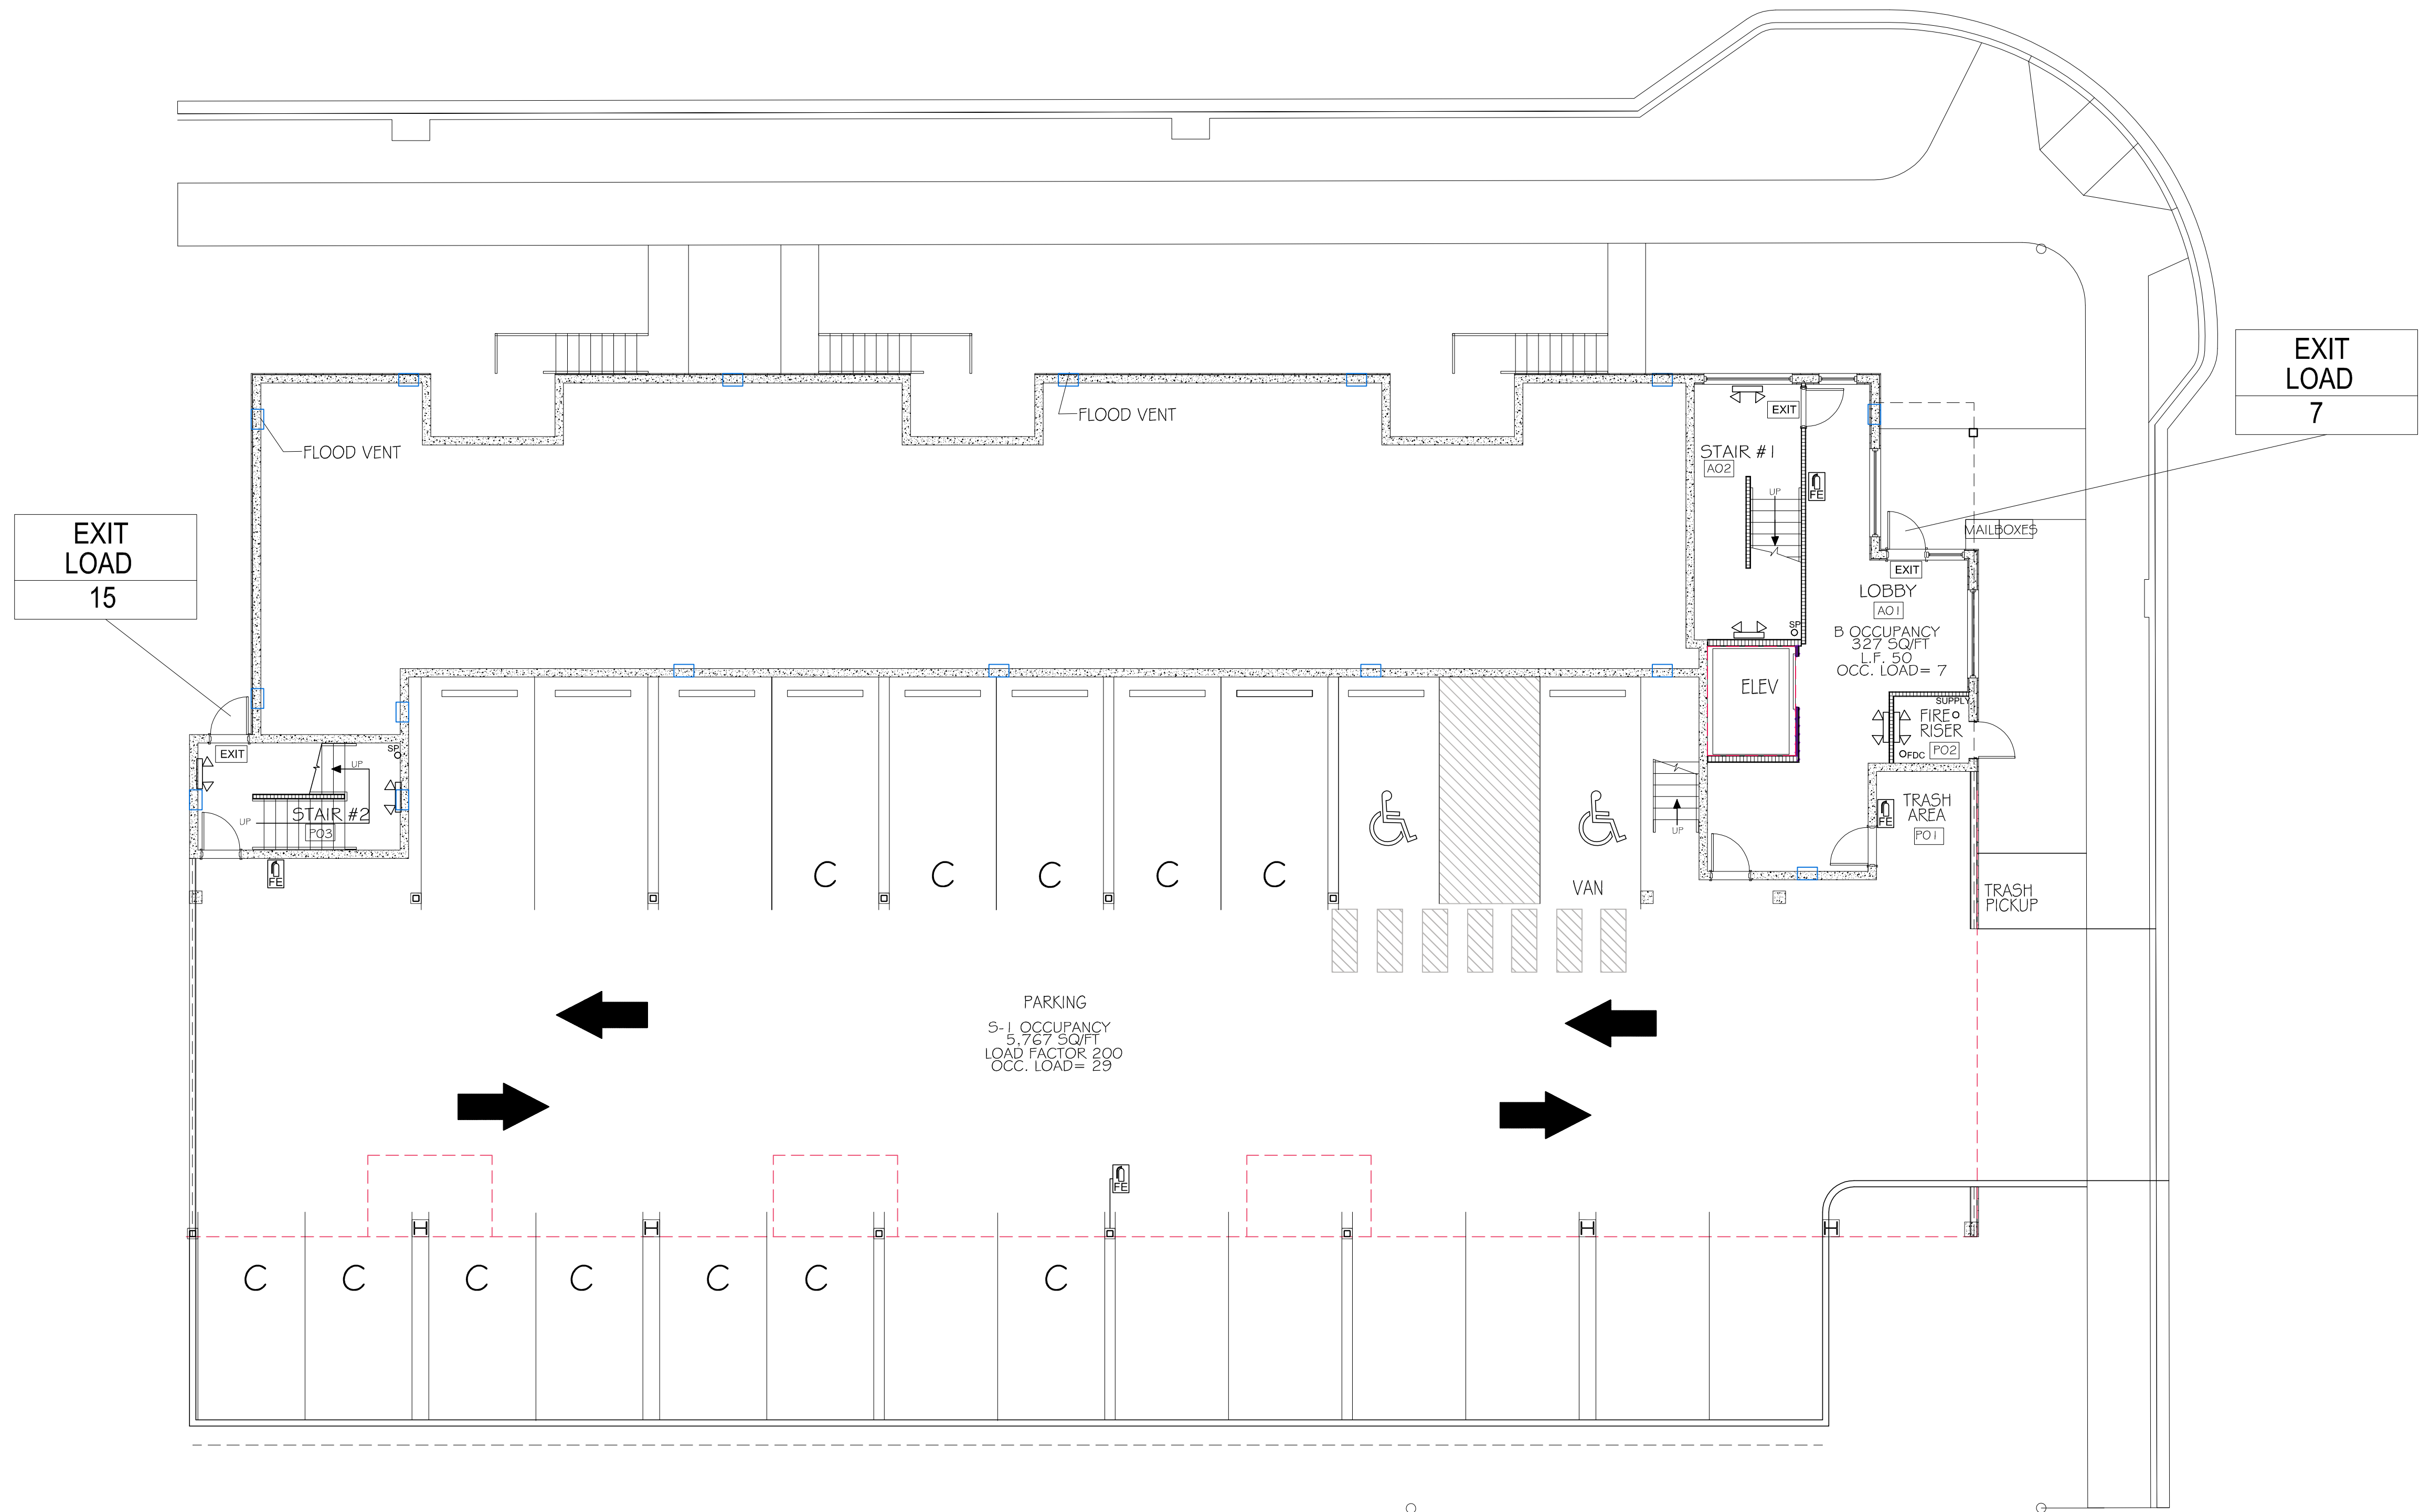 EXIT
LOAD
7
FLOOD VENT
FLOOD VENT
EXIT
STAIR #1
A02
UP
FE
MAILBOXES
EXIT
LOAD
15
EXIT
LOBBY
A01
B OCCUPANCY
327 SQ/FT
L.F. 50
OCC. LOAD= 7
SP
ELEV
SUPPLY
FIRE
RISER
P02
FDC
EXIT
SP
UP
STAIR #2
UP
P03
FE
UP
FE
TRASH
AREA
P01
C
C
C
C
C
VAN
TRASH
PICKUP
PARKING
S-1 OCCUPANCY
5,767 SQ/FT
LOAD FACTOR 200
OCC. LOAD= 29
FE
H
H
H
H
C
C
C
C
C
C
C